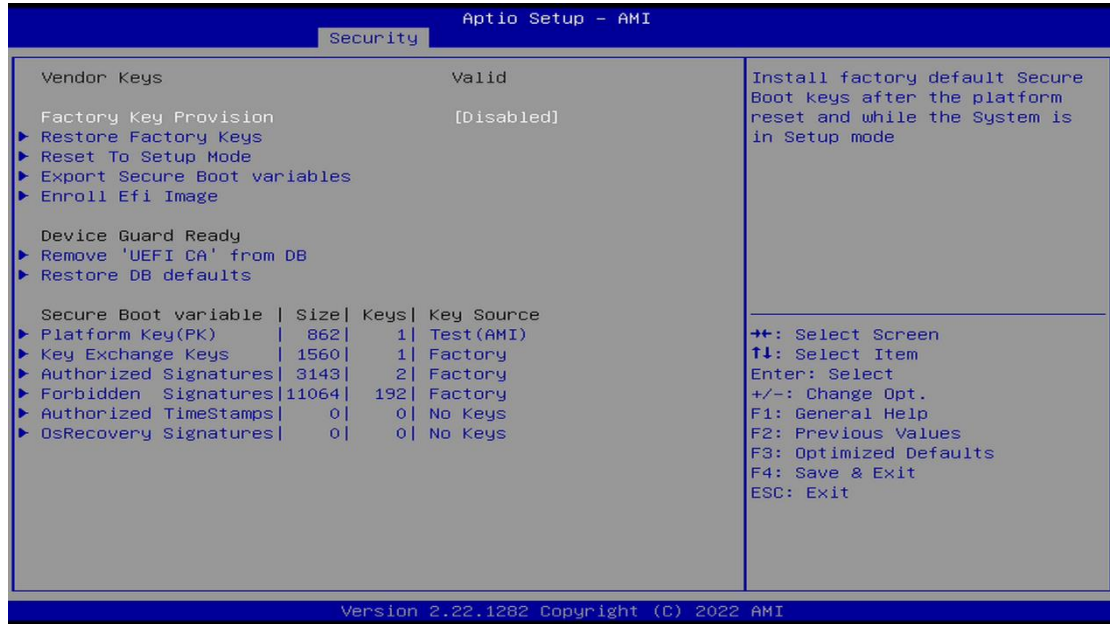 Aptio Setup - AMI
Security
Vendor Keys Valid
Factory Key Provision [Disabled]
► Restore Factory Keys
► Reset To Setup Mode
► Export Secure Boot variables
► Enroll Efi Image
Device Guard Ready
► Remove 'UEFI CA' from DB
► Restore DB defaults
Secure Boot variable | Size| Keys| Key Source
► Platform Key(PK) | 862| 1| Test(AMI)
► Key Exchange Keys | 1560| 1| Factory
► Authorized Signatures| 3143| 2| Factory
► Forbidden Signatures|11064| 192| Factory
► Authorized TimeStamps| 0| 0| No Keys
► OsRecovery Signatures| 0| 0| No Keys
Install factory default Secure
Boot keys after the platform
reset and while the System is
in Setup mode
→←: Select Screen
↑↓: Select Item
Enter: Select
+/-: Change Opt.
F1: General Help
F2: Previous Values
F3: Optimized Defaults
F4: Save & Exit
ESC: Exit
Version 2.22.1282 Copyright (C) 2022 AMI